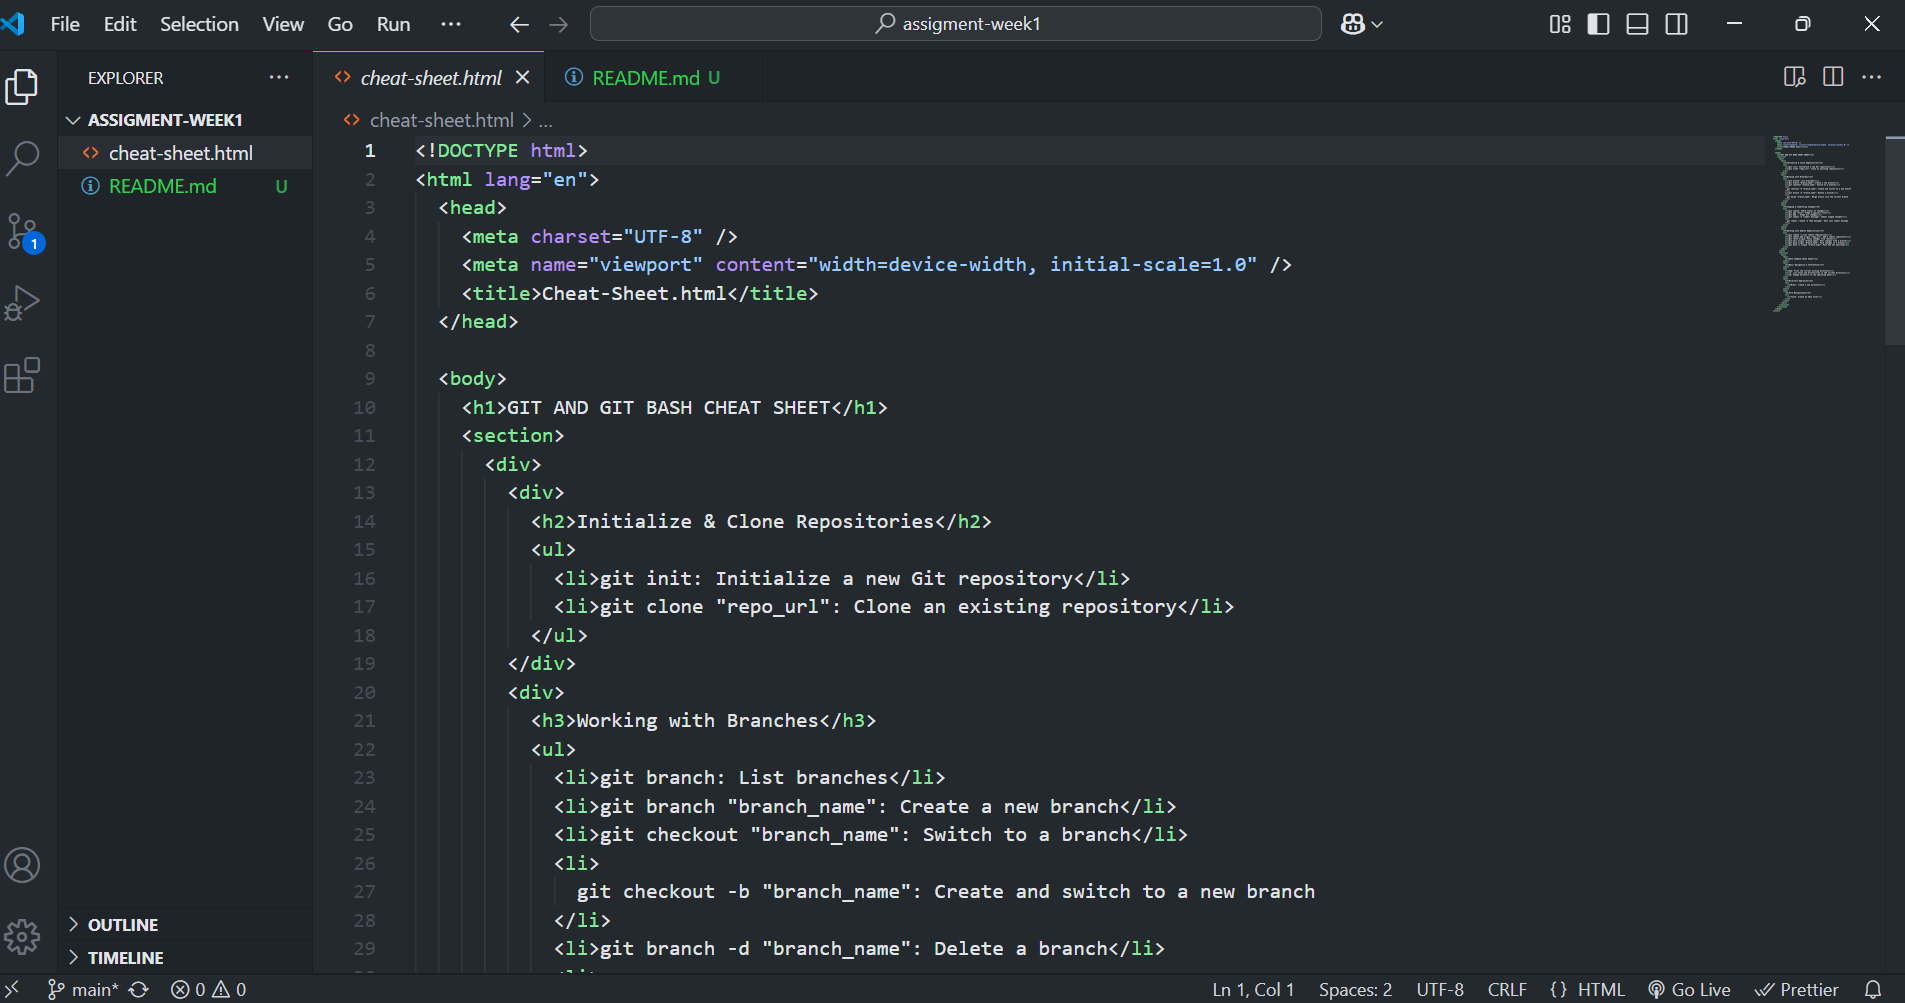 File Edit Selection View Go Run ... assigment-week1
EXPLORER ...
ASSIGMENT-WEEK1
cheat-sheet.html
README.md U
1
OUTLINE
TIMELINE
cheat-sheet.html README.md U
cheat-sheet.html > ...
1 <!DOCTYPE html>
2 <html lang="en">
3 <head>
4 <meta charset="UTF-8" />
5 <meta name="viewport" content="width=device-width, initial-scale=1.0" />
6 <title>Cheat-Sheet.html</title>
7 </head>
8
9 <body>
10 <h1>GIT AND GIT BASH CHEAT SHEET</h1>
11 <section>
12 <div>
13 <div>
14 <h2>Initialize & Clone Repositories</h2>
15 <ul>
16 <li>git init: Initialize a new Git repository</li>
17 <li>git clone "repo_url": Clone an existing repository</li>
18 </ul>
19 </div>
20 <div>
21 <h3>Working with Branches</h3>
22 <ul>
23 <li>git branch: List branches</li>
24 <li>git branch "branch_name": Create a new branch</li>
25 <li>git checkout "branch_name": Switch to a branch</li>
26 <li>
27 git checkout -b "branch_name": Create and switch to a new branch
28 </li>
29 <li>git branch -d "branch_name": Delete a branch</li>
main* 0 0 Ln 1, Col 1 Spaces: 2 UTF-8 CRLF {} HTML Go Live Prettier